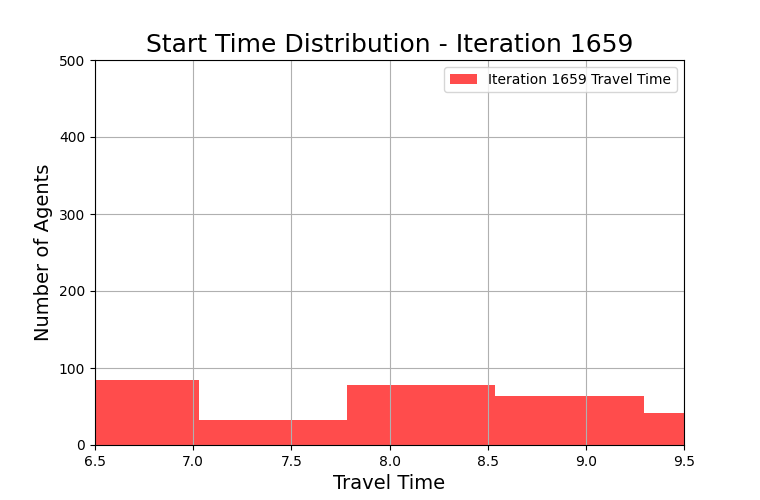 Start Time Distribution - Iteration 1659
Iteration 1659 Travel Time
Number of Agents
500
400
300
200
100
0
6.5 7.0 7.5 8.0 8.5 9.0 9.5
Travel Time